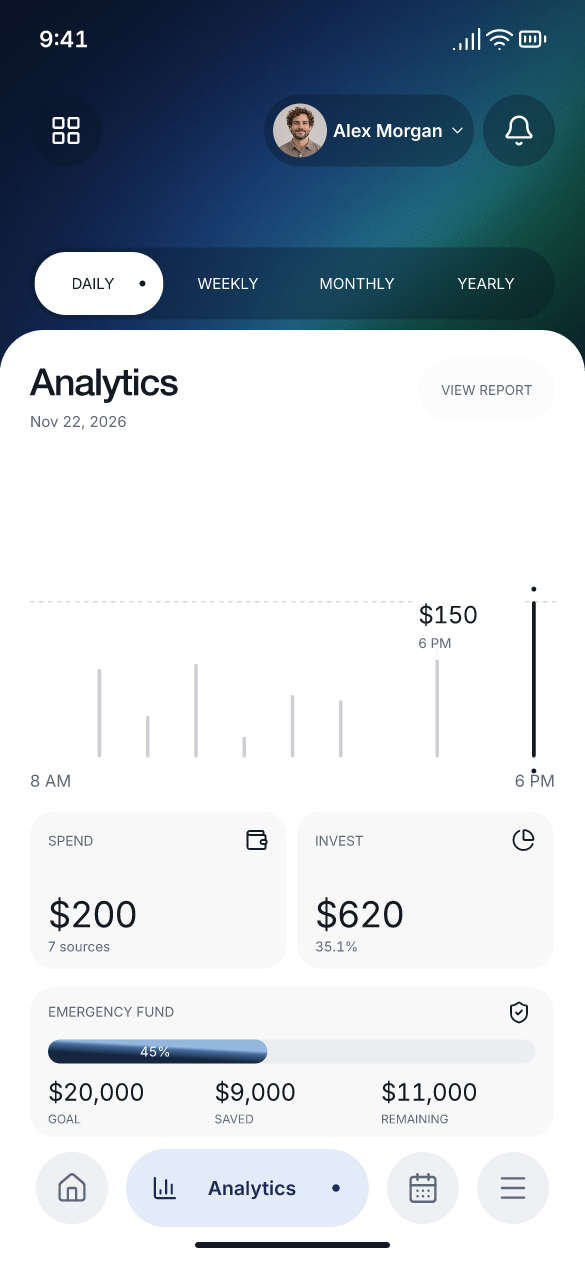 9:41
Alex Morgan
DAILY
WEEKLY
MONTHLY
YEARLY
Analytics
VIEW REPORT
Nov 22, 2026
$150
6 PM
8 AM
6 PM
SPEND
INVEST
$200
$620
7 sources
35.1%
EMERGENCY FUND
45%
$20,000
$9,000
$11,000
GOAL
SAVED
REMAINING
Analytics